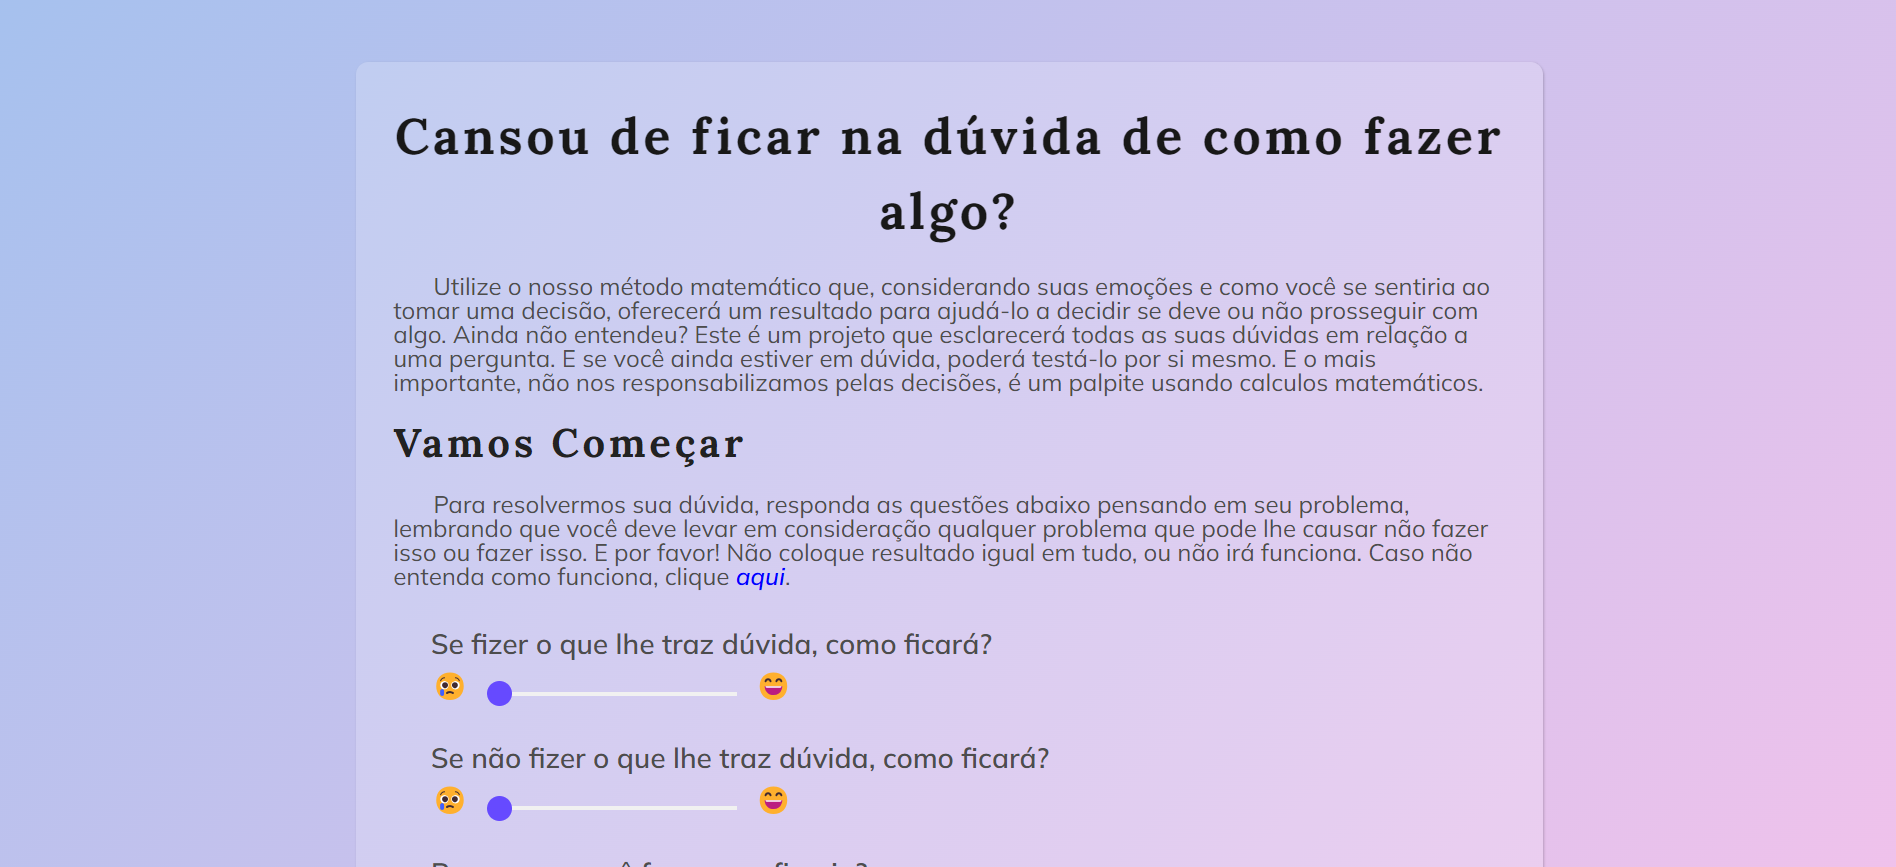 Cansou de ficar na dúvida de como fazer
algo?
Utilize o nosso método matemático que, considerando suas emoções e como você se sentiria ao
tomar uma decisão, oferecerá um resultado para ajudá-lo a decidir se deve ou não prosseguir com
algo. Ainda não entendeu? Este é um projeto que esclarecerá todas as suas dúvidas em relação a
uma pergunta. E se você ainda estiver em dúvida, poderá testá-lo por si mesmo. E o mais
importante, não nos responsabilizamos pelas decisões, é um palpite usando calculos matemáticos.
Vamos Começar
Para resolvermos sua dúvida, responda as questões abaixo pensando em seu problema,
lembrando que você deve levar em consideração qualquer problema que pode lhe causar não fazer
isso ou fazer isso. E por favor! Não coloque resultado igual em tudo, ou não irá funciona. Caso não
entenda como funciona, clique aqui.
Se fizer o que lhe traz dúvida, como ficará?
Se não fizer o que lhe traz dúvida, como ficará?